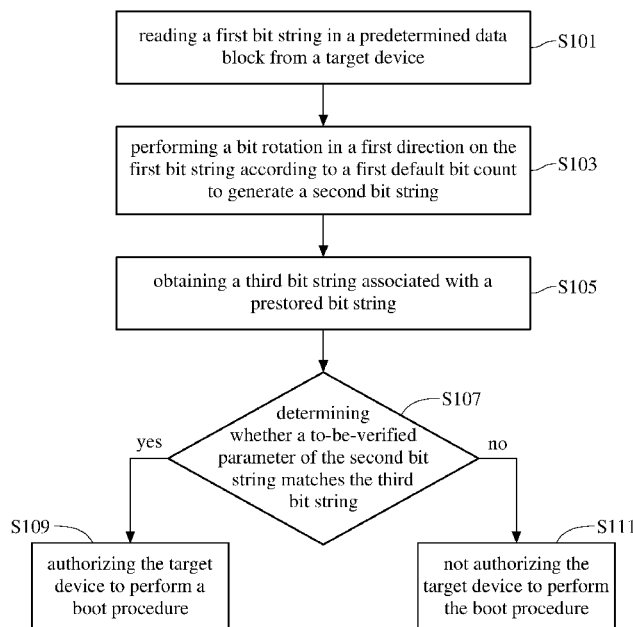 reading a first bit string in a predetermined data
block from a target device
S101
performing a bit rotation in a first direction on the
first bit string according to a first default bit count
to generate a second bit string
S103
obtaining a third bit string associated with a
prestored bit string
S105
S107
determining
whether a to-be-verified
parameter of the second bit
string matches the third
bit string
yes
no
S109
authorizing the target
device to perform a
boot procedure
S111
not authorizing the
target device to perform
the boot procedure